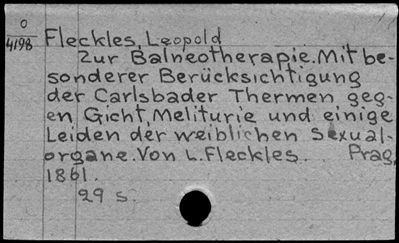 O
4198
Fleckles, Leopold
Zur Balneotherapie. Mit be-
sonderer Berücksichtigung
der Carlsbader Thermen geg-
en Gicht, Meliturie und einige
Leiden der weiblichen Sexual-
organe. Von L. Fleckles. Prag,
1861.
29 s.